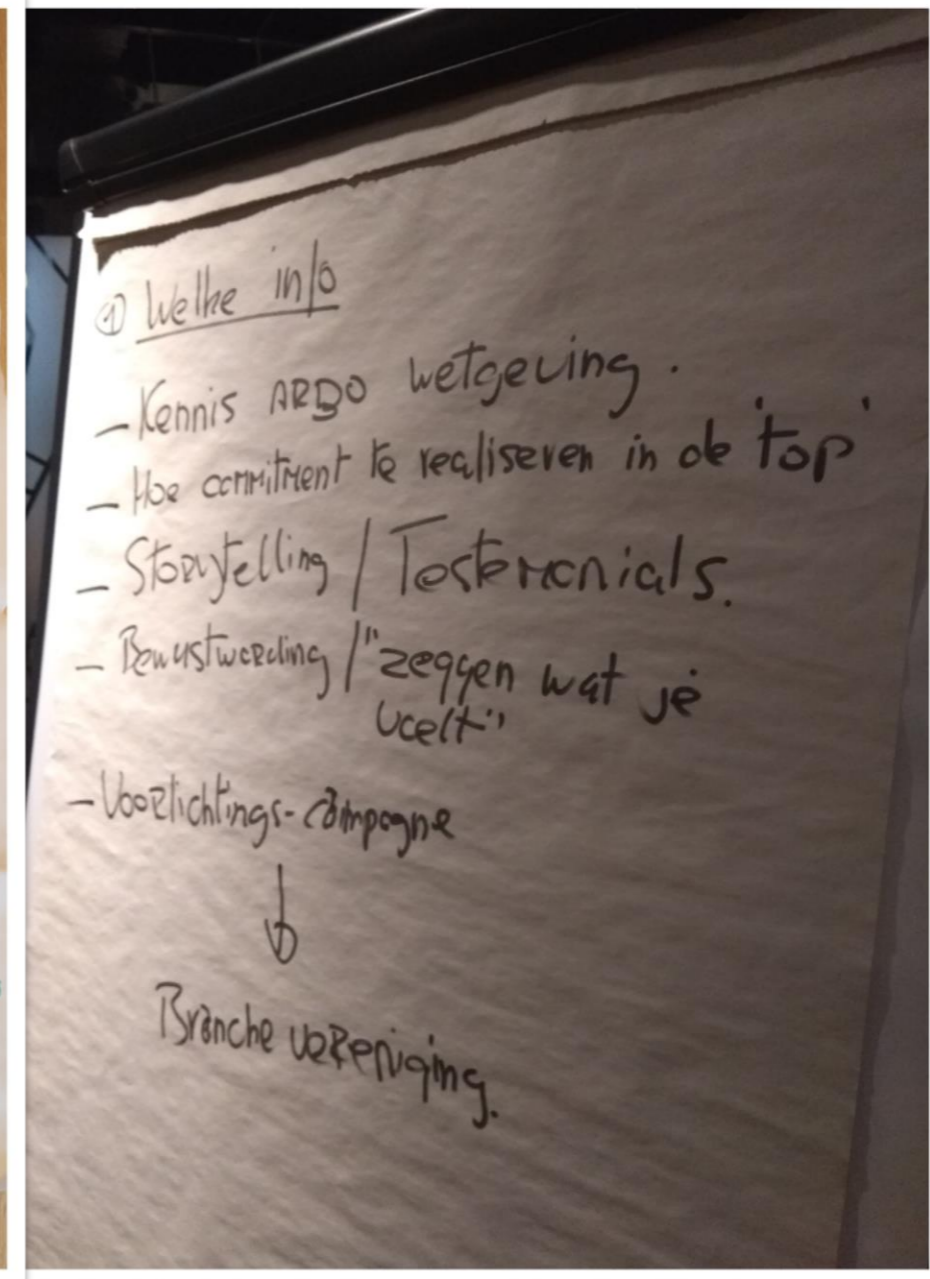 ① Welke info
- Kennis ARBO wetgeving.
- Hoe commitment te realiseren in de 'top'
- Storytelling / Testemonials.
- Bewustwording / "zeggen wat je
voelt"
- Voorlichtings-campagne
↓
Branche vereniging.